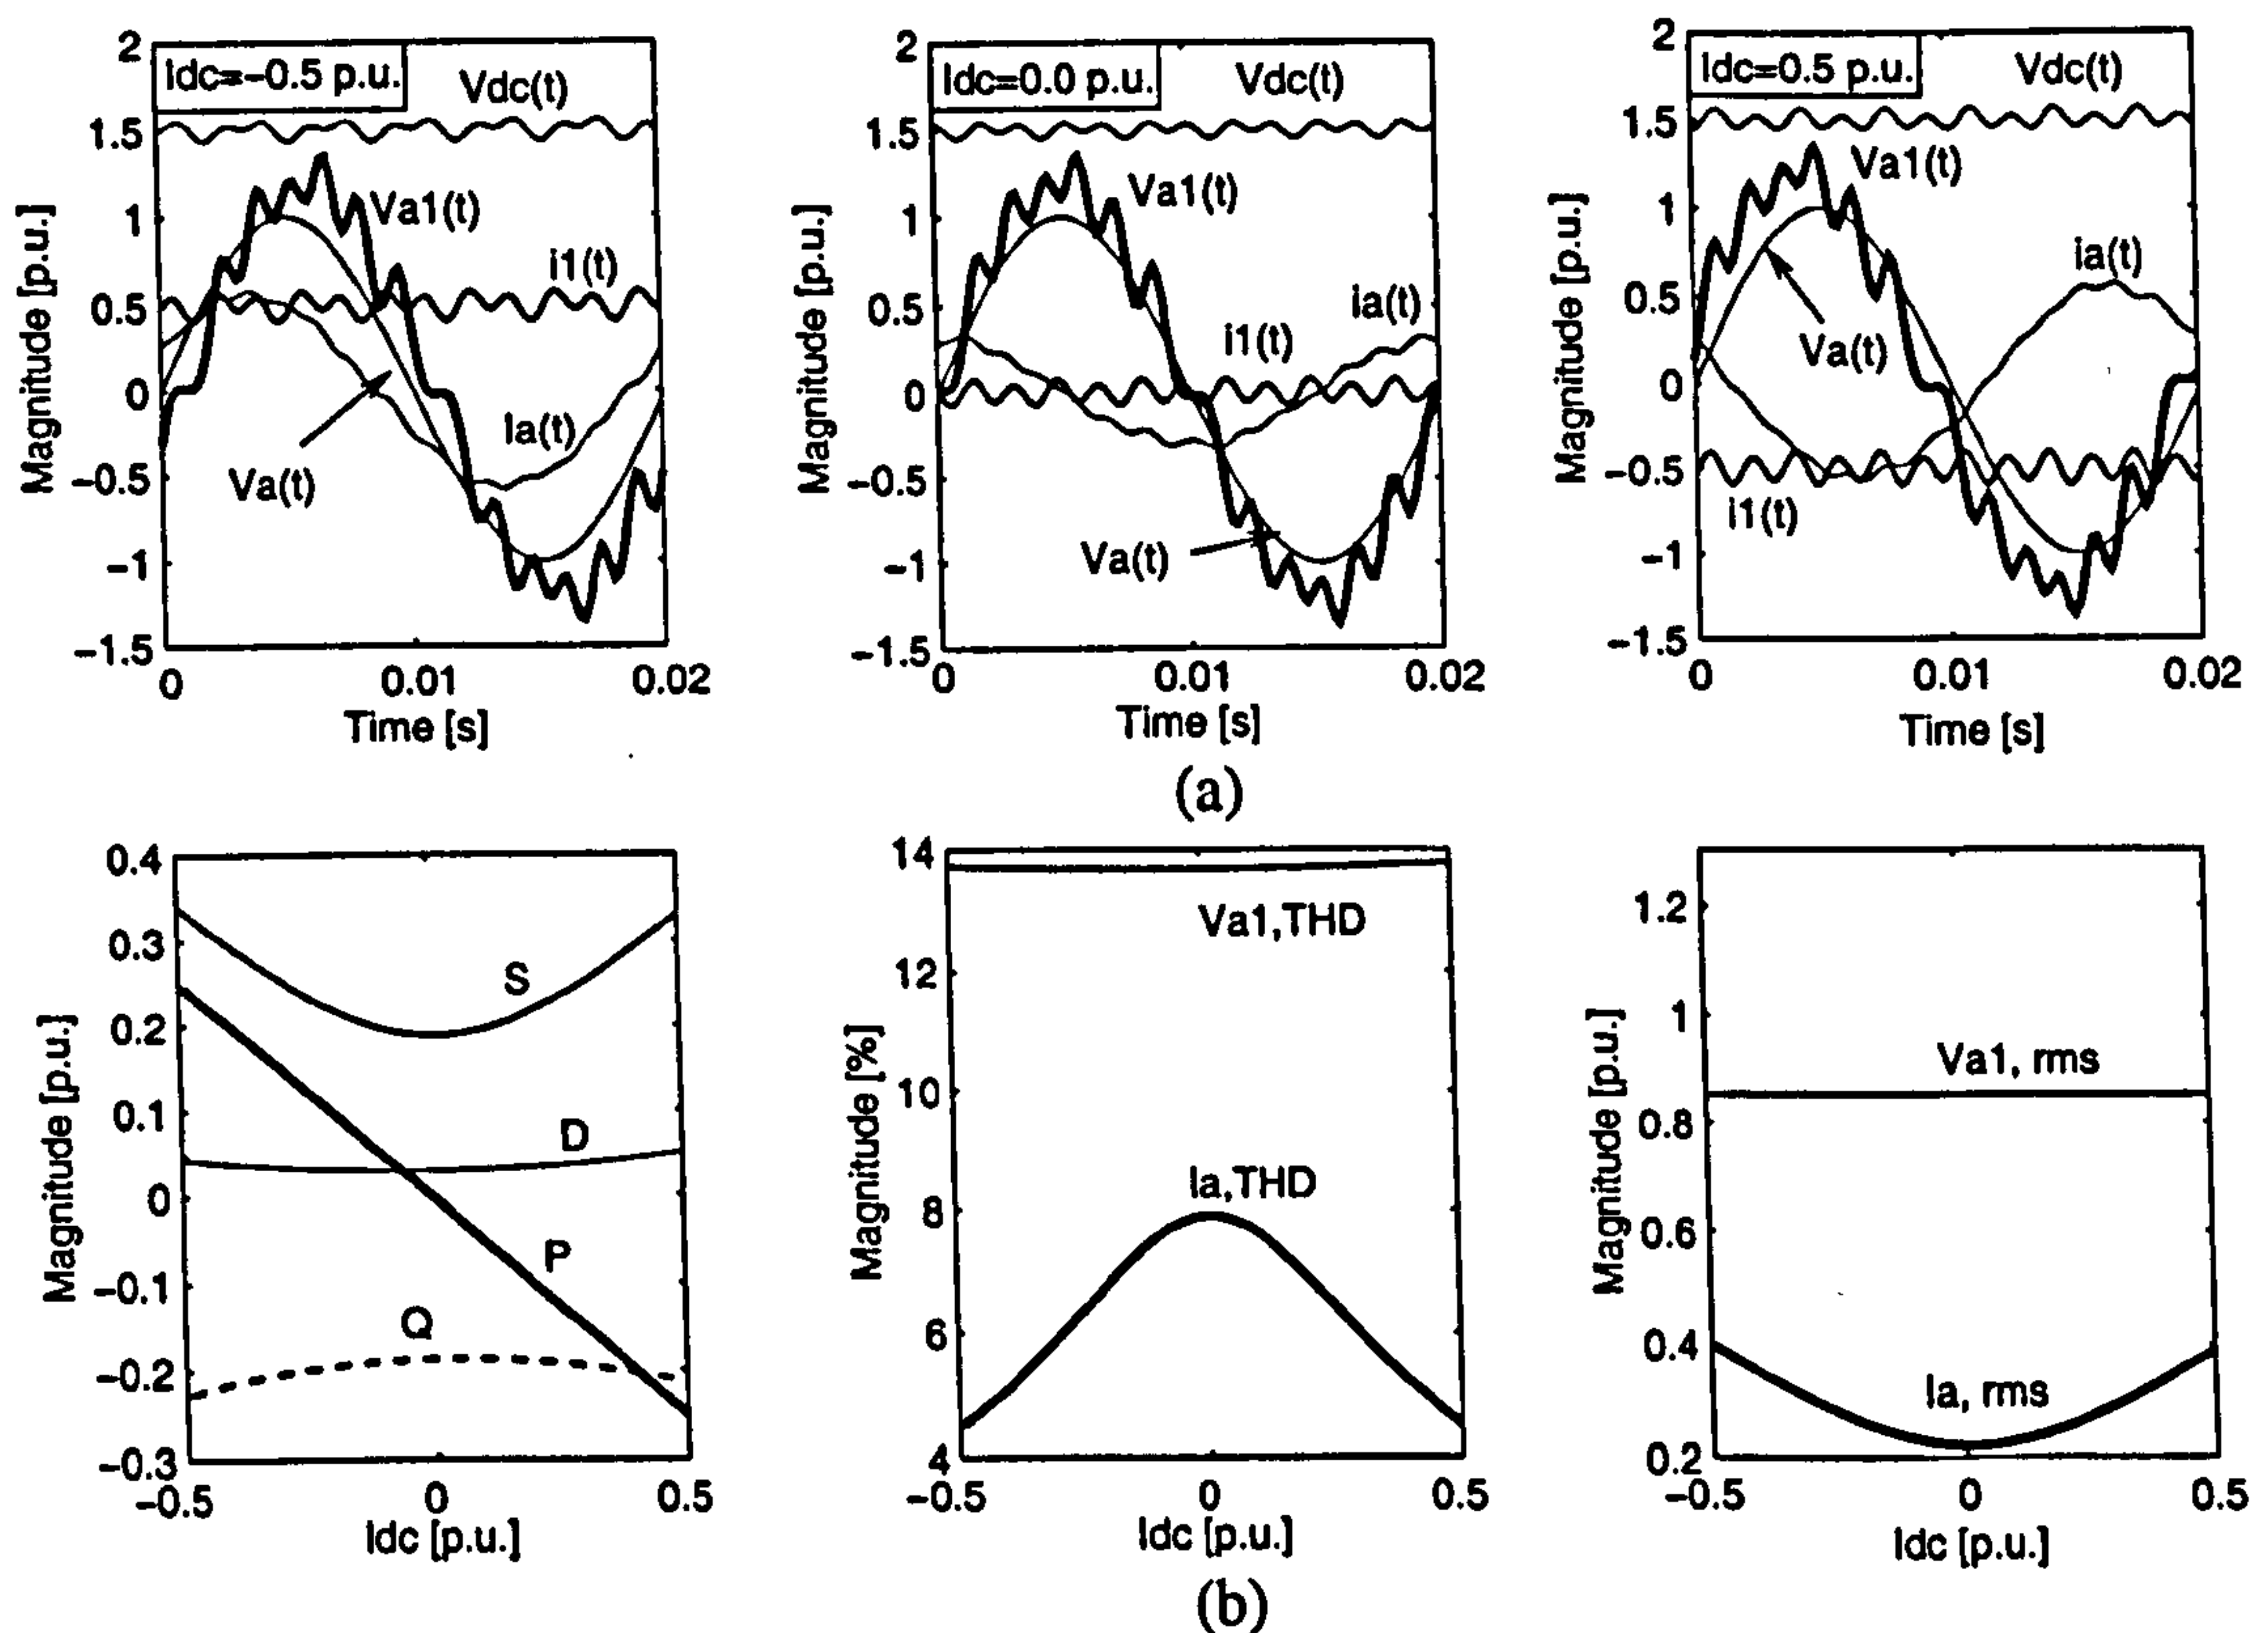 2
1.5
1
0.5
0
−0.5
−1
−1.5
Magnitude [p.u.]
Idc=−0.5 p.u.
Vdc(t)
Va1(t)
i1(t)
Ia(t)
Va(t)
0
0.01
0.02
Time [s]
2
1.5
1
0.5
0
−0.5
−1
−1.5
Magnitude [p.u.]
Idc=0.0 p.u.
Vdc(t)
Va1(t)
ia(t)
i1(t)
Va(t)
0
0.01
0.02
Time [s]
2
1.5
1
0.5
0
−0.5
−1
−1.5
Magnitude [p.u.]
Idc=0.5 p.u.
Vdc(t)
Va1(t)
ia(t)
Va(t)
i1(t)
0
0.01
0.02
Time [s]
(a)
0.4
0.3
0.2
0.1
0
−0.1
−0.2
−0.3
Magnitude [p.u.]
S
D
P
Q
−0.5
0
0.5
Idc [p.u.]
14
12
10
8
6
4
Magnitude [%]
Va1,THD
Ia,THD
−0.5
0
0.5
Idc [p.u.]
1.2
1
0.8
0.6
0.4
0.2
Magnitude [p.u.]
Va1, rms
Ia, rms
−0.5
0
0.5
Idc [p.u.]
(b)